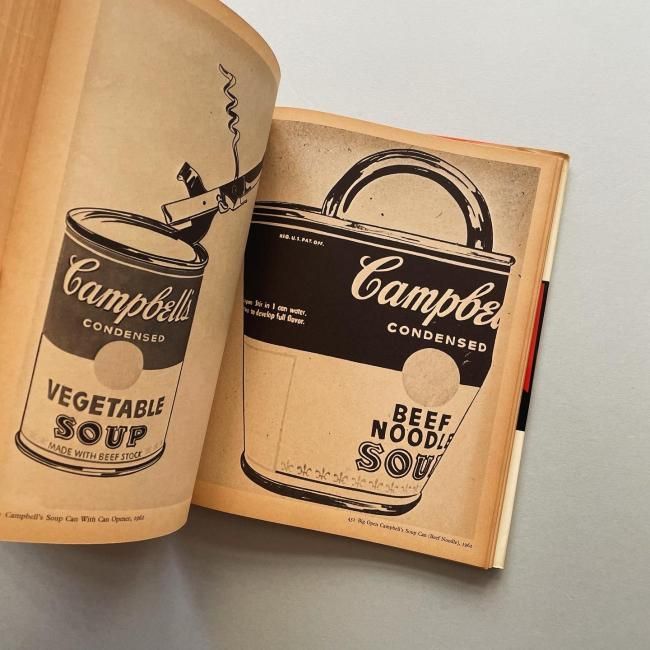 Campbell's
CONDENSED
VEGETABLE
SOUP
MADE WITH BEEF STOCK
Campbell's Soup Can With Can Opener, 1962
REG. U.S. PAT. OFF.
Stir in 1 can water.
to develop full flavor.
Campbe
CONDENSED
BEEF
NOODLE
SOU
Big Open Campbell's Soup Can (Beef Noodle), 1962